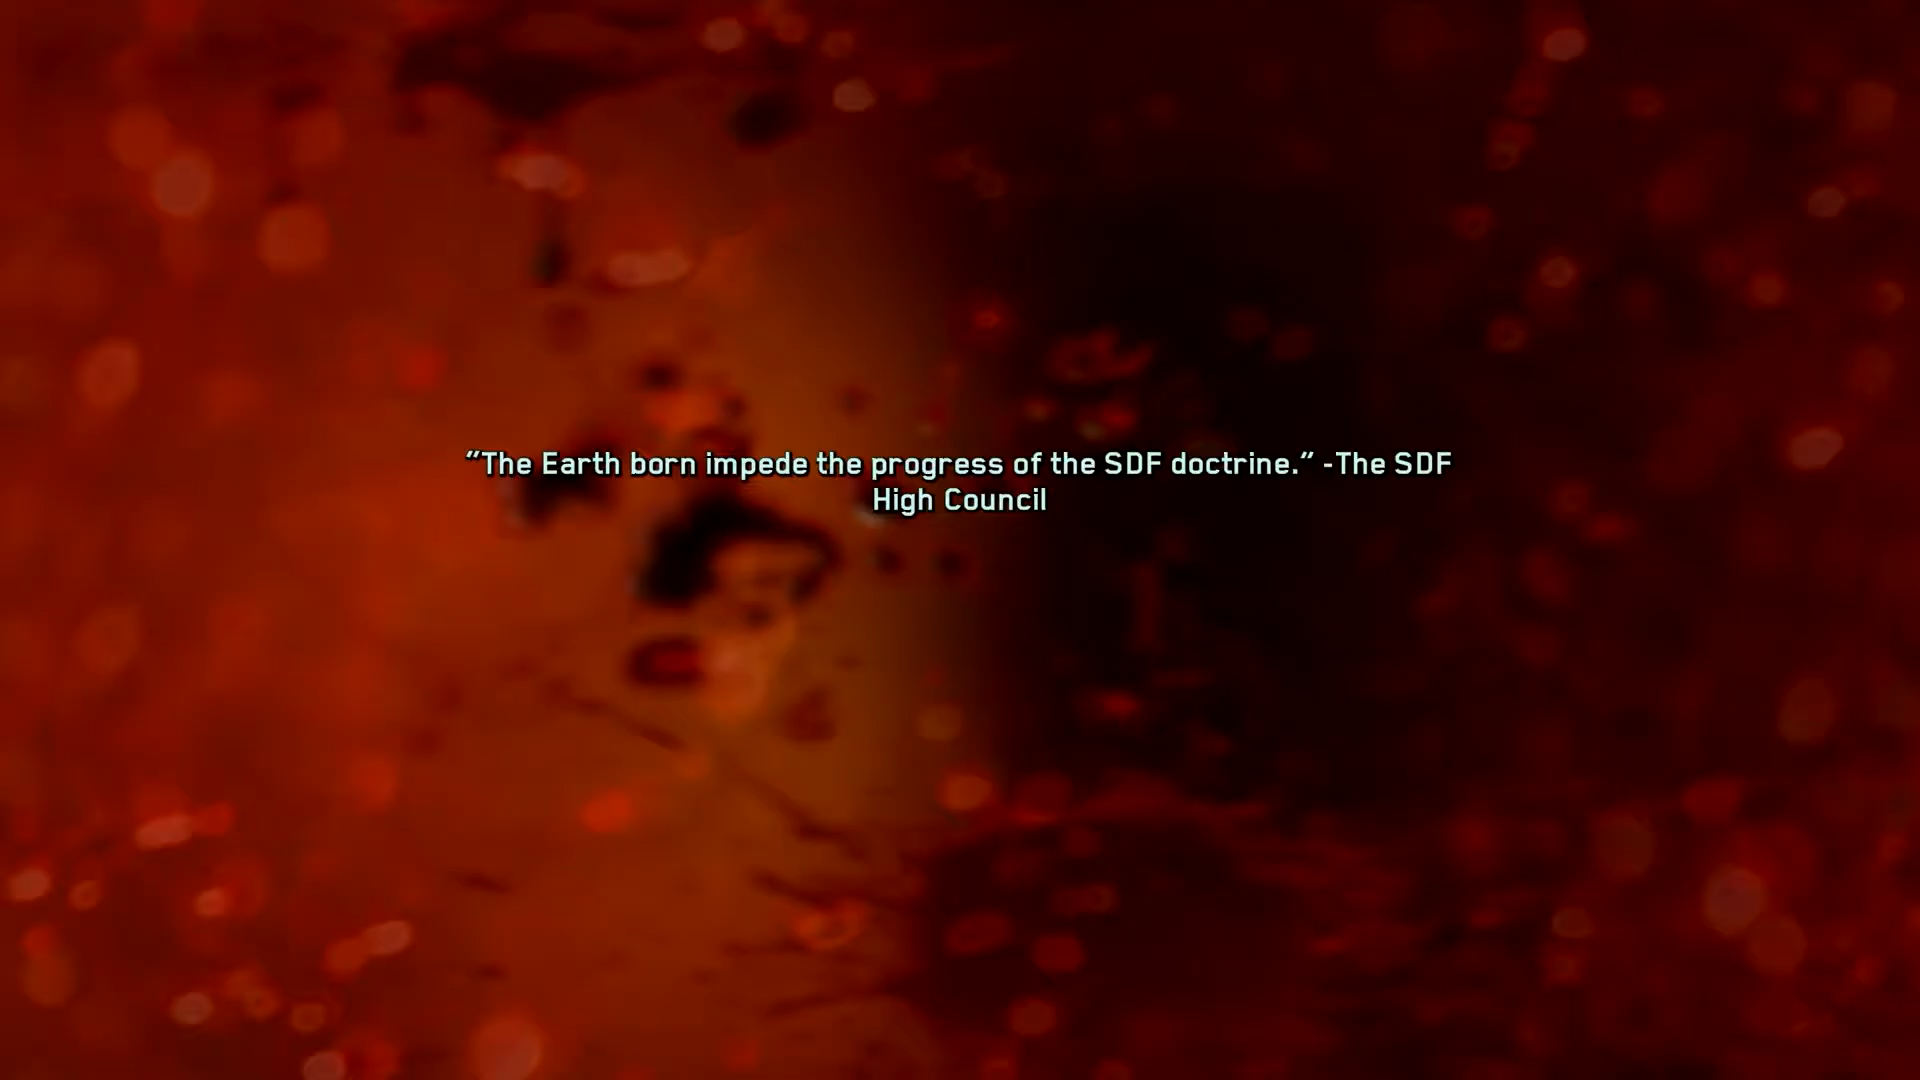 “The Earth born impede the progress of the SDF doctrine.” -The SDF
High Council